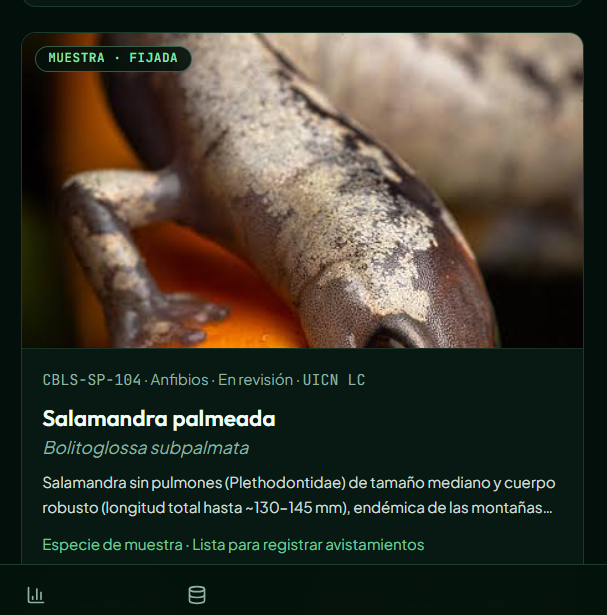 MUESTRA · FIJADA
CBLS-SP-104 · Anfibios · En revisión · UICN LC
Salamandra palmeada
Bolitoglossa subpalmata
Salamandra sin pulmones (Plethodontidae) de tamaño mediano y cuerpo
robusto (longitud total hasta ~130–145 mm), endémica de las montañas…
Especie de muestra · Lista para registrar avistamientos